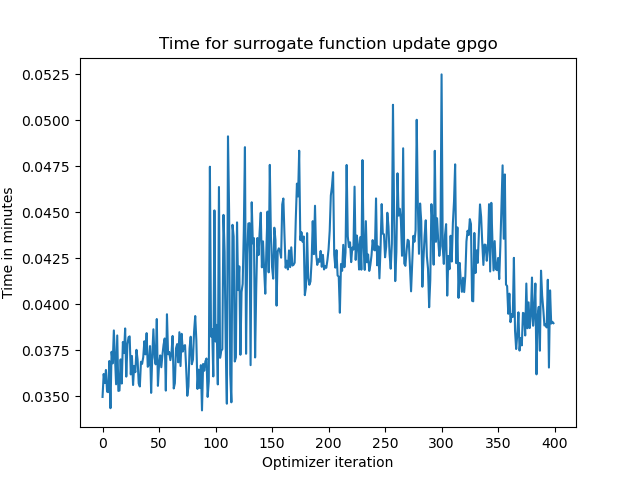 Time for surrogate function update gpgo
Time in minutes
0.0525
0.0500
0.0475
0.0450
0.0425
0.0400
0.0375
0.0350
0 50 100 150 200 250 300 350 400
Optimizer iteration